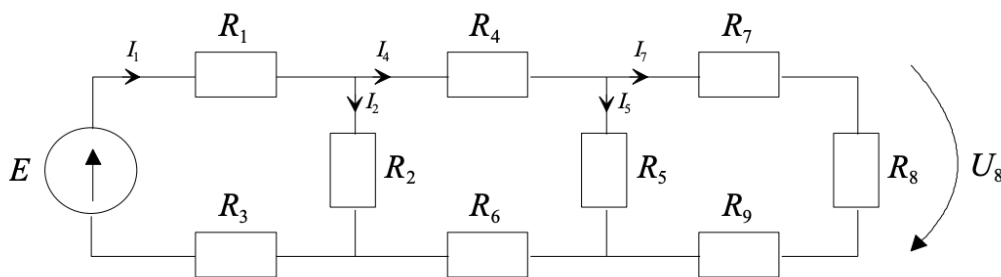 R₁ R₄ R₇
I₁ I₄ I₇
I₂ I₅
E R₂ R₅ R₈ U₈
R₃ R₆ R₉